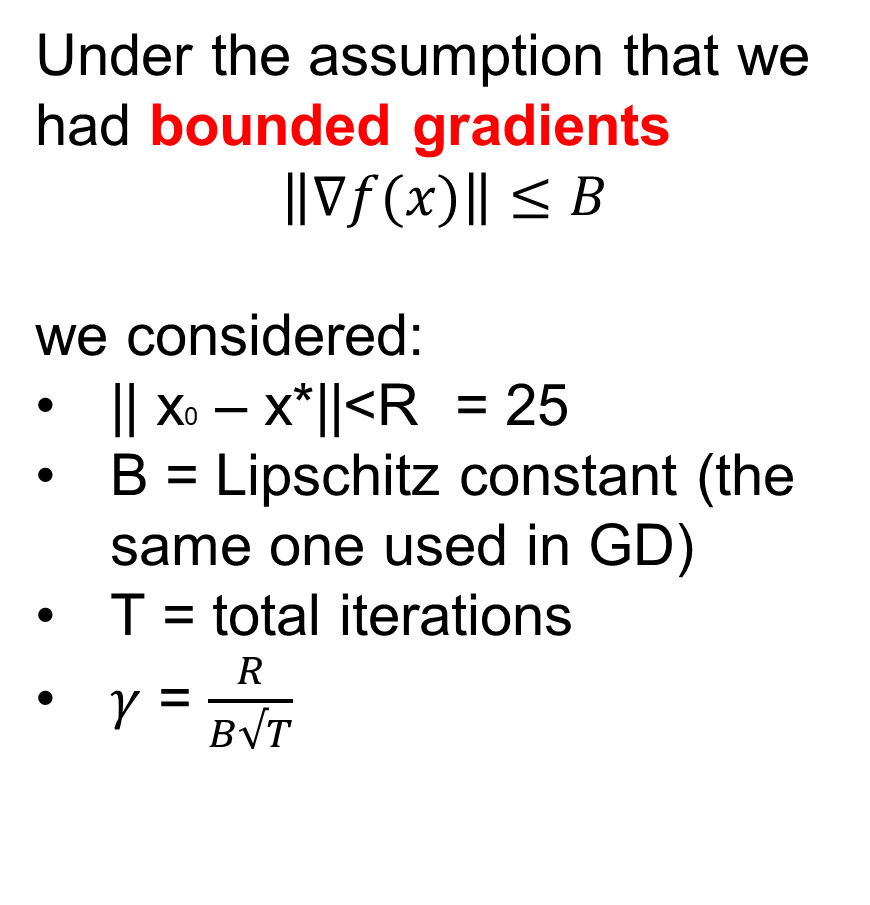 Under the assumption that we
had bounded gradients
‖∇f(x)‖ ≤ B
we considered:
• || x₀ – x*||<R = 25
• B = Lipschitz constant (the
same one used in GD)
• T = total iterations
• γ = R / B√T